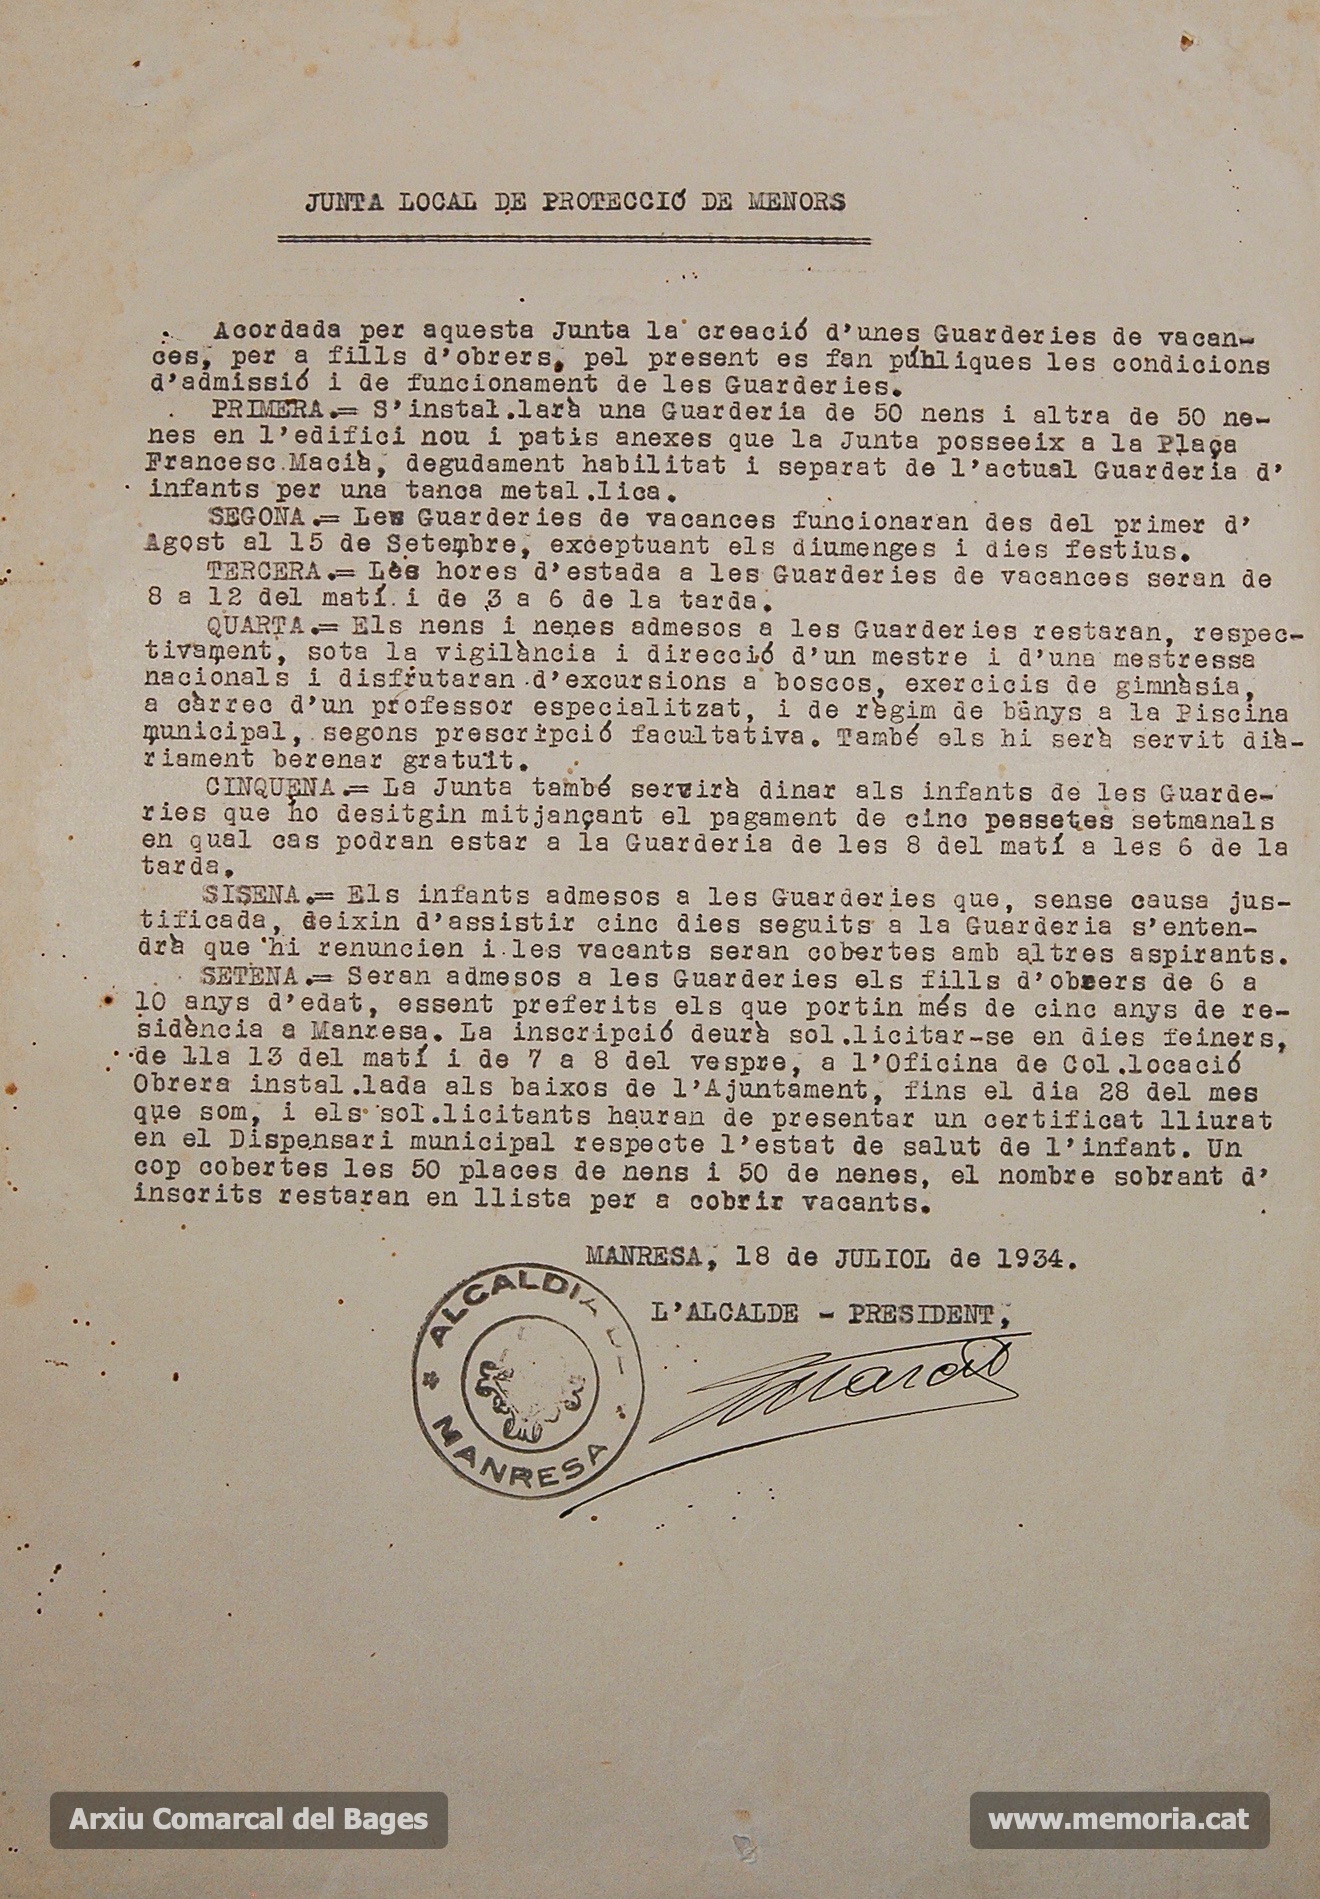 JUNTA LOCAL DE PROTECCIÓ DE MENORS
Acordada per aquesta Junta la creació d'unes Guarderies de vacan-
ces, per a fills d'obrers, pel present es fan públiques les condicions
d'admissió i de funcionament de les Guarderies.
PRIMERA.= S'instal.larà una Guarderia de 50 nens i altra de 50 ne-
nes en l'edifici nou i patis anexes que la Junta posseeix a la Plaça
Francesc Macià, degudament habilitat i separat de l'actual Guarderia d'
infants per una tanca metal.lica.
SEGONA.= Les Guarderies de vacances funcionaran des del primer d'
Agost al 15 de Setembre, exceptuant els diumenges i dies festius.
TERCERA.= Les hores d'estada a les Guarderies de vacances seran de
8 a 12 del matí i de 3 a 6 de la tarda.
QUARTA.= Els nens i nenes admesos a les Guarderies restaran, respec-
tivament, sota la vigilància i direcció d'un mestre i d'una mestressa
nacionals i disfrutaran d'excursions a boscos, exercicis de gimnàsia,
a càrrec d'un professor especialitzat, i de règim de banys a la Piscina
municipal, segons prescripció facultativa. També els hi serà servit dià-
riament berenar gratuït.
CINQUENA.= La Junta també servirà dinar als infants de les Guarde-
ries que ho desitgin mitjançant el pagament de cinc pessetes setmanals
en qual cas podran estar a la Guarderia de les 8 del matí a les 6 de la
tarda.
SISENA.= Els infants admesos a les Guarderies que, sense causa jus-
tificada, deixin d'assistir cinc dies seguits a la Guarderia s'enten-
drà que hi renuncien i les vacants seran cobertes amb altres aspirants.
SETENA.= Seran admesos a les Guarderies els fills d'obrers de 6 a
10 anys d'edat, essent preferits els que portin més de cinc anys de re-
sidència a Manresa. La inscripció deurà sol.licitar-se en dies feiners,
de 11a 13 del matí i de 7 a 8 del vespre, a l'Oficina de Col.locació
Obrera instal.lada als baixos de l'Ajuntament, fins el dia 28 del mes
que som, i els sol.licitants hauran de presentar un certificat lliurat
en el Dispensari municipal respecte l'estat de salut de l'infant. Un
cop cobertes les 50 places de nens i 50 de nenes, el nombre sobrant d'
inscrits restaran en llista per a cobrir vacants.
MANRESA, 18 de JULIOL de 1934.
L'ALCALDE - PRESIDENT,
ALCALDIA DE
MANRESA
Arxiu Comarcal del Bages
www.memoria.cat